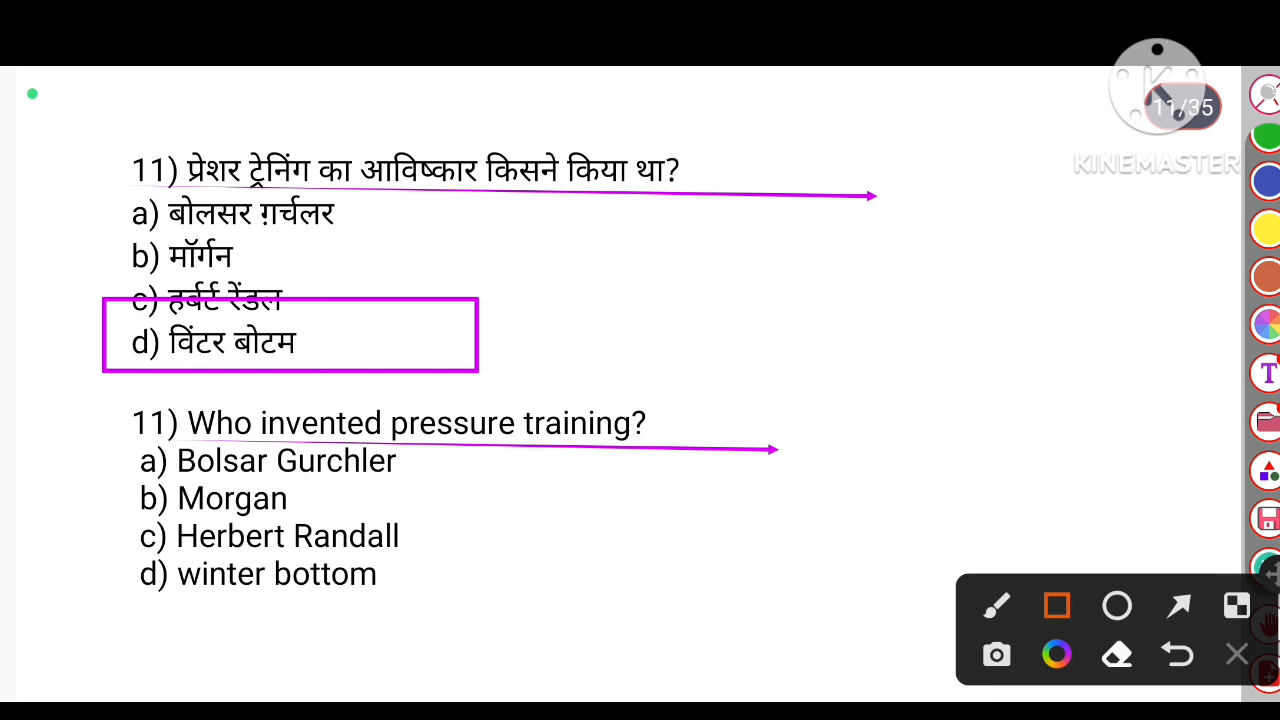 11/35
KINEMASTER
11) प्रेशर ट्रेनिंग का आविष्कार किसने किया था?
a) बोलसर ग़र्चलर
b) मॉर्गन
c) हर्बर्ट रेंडल
d) विंटर बोटम
11) Who invented pressure training?
a) Bolsar Gurchler
b) Morgan
c) Herbert Randall
d) winter bottom
T